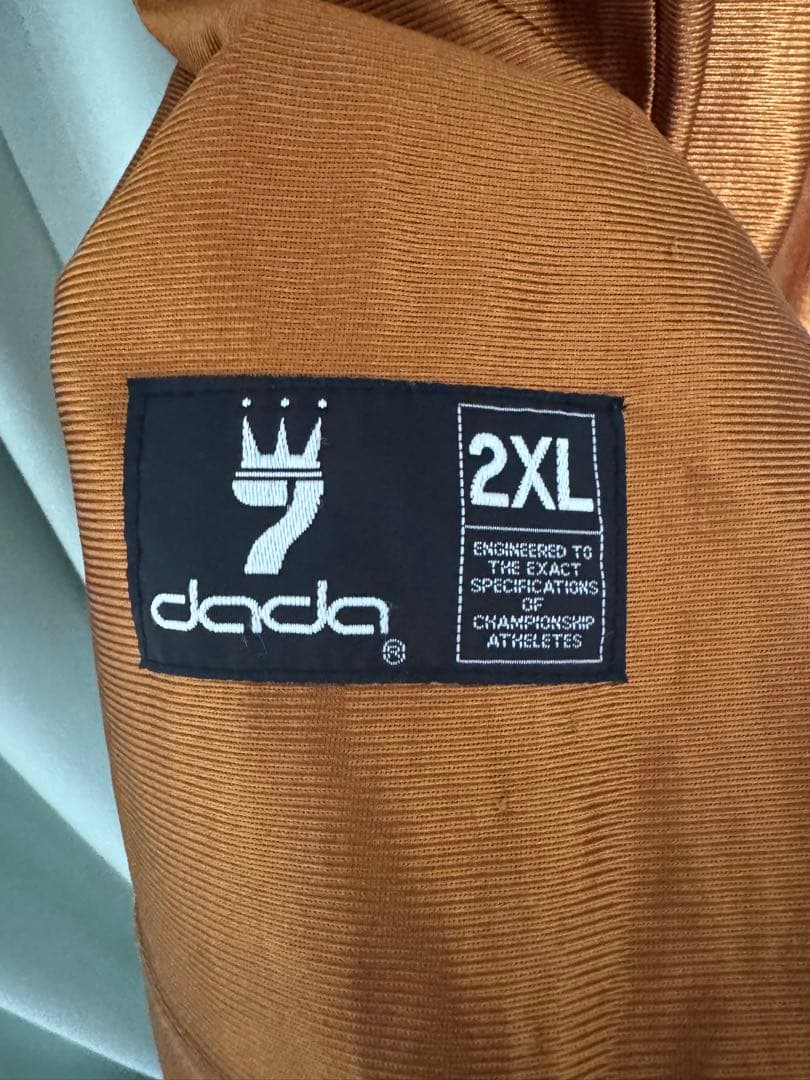 7
dada
®
2XL
ENGINEERED TO
THE EXACT
SPECIFICATIONS
OF
CHAMPIONSHIP
ATHELETES